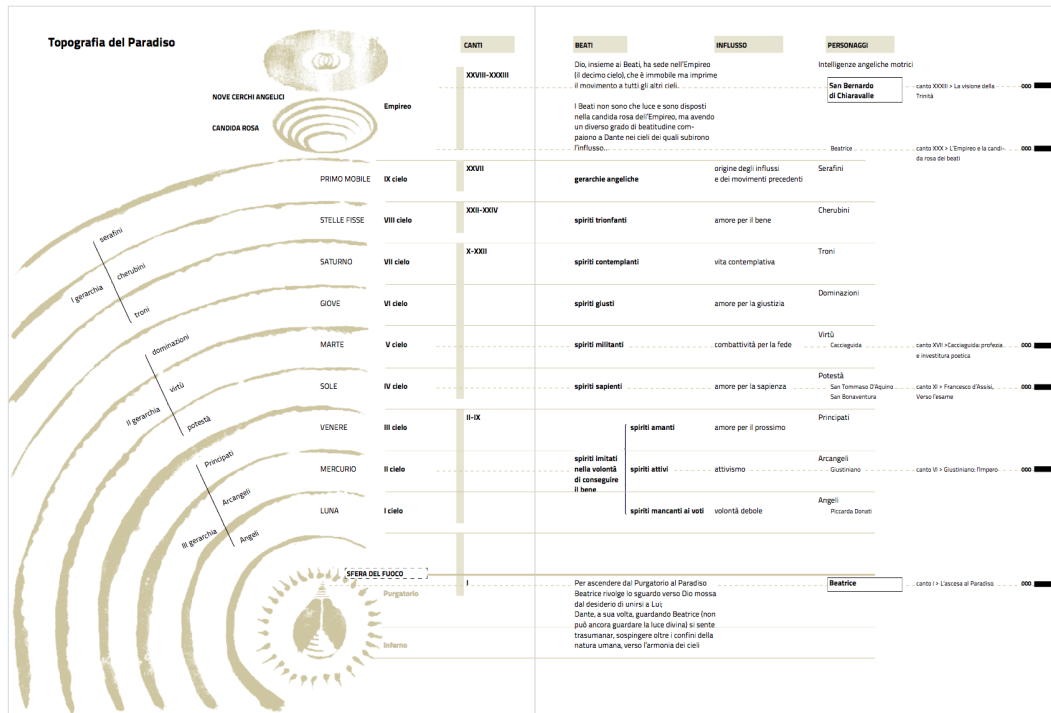 Topografia del Paradiso
CANTI
BEATI
INFLUSSO
PERSONAGGI
NOVE CERCHI ANGELICI
CANDIDA ROSA
Empireo
XXVIII-XXXIII
Dio, insieme ai Beati, ha sede nell'Empireo
(il decimo cielo), che è immobile ma imprime
il movimento a tutti gli altri cieli.
I Beati non sono che luce e sono disposti
nella candida rosa dell'Empireo, ma avendo
un diverso grado di beatitudine com-
paiono a Dante nei cieli dei quali subirono
l'influsso..
Intelligenze angeliche motrici
San Bernardo
di Chiaravalle
canto XXXIII > La visione della
Trinità
000
Beatrice
canto XXX > L'Empireo e la candi-
da rosa dei beati
000
PRIMO MOBILE
IX cielo
XXVII
gerarchie angeliche
origine degli influssi
e dei movimenti precedenti
Serafini
STELLE FISSE
VIII cielo
XXII-XXIV
spiriti trionfanti
amore per il bene
Cherubini
SATURNO
VII cielo
X-XXII
spiriti contemplanti
vita contemplativa
Troni
GIOVE
VI cielo
spiriti giusti
amore per la giustizia
Dominazioni
MARTE
V cielo
spiriti militanti
combattività per la fede
Virtù
Cacciaguida
canto XVII >Cacciaguida: profezia
e investitura poetica
000
SOLE
IV cielo
spiriti sapienti
amore per la sapienza
Potestà
San Tommaso D'Aquino
San Bonaventura
canto XI > Francesco d'Assisi,
Verso l'esame
000
VENERE
III cielo
II-IX
spiriti amanti
amore per il prossimo
Principati
MERCURIO
II cielo
spiriti imitati
nella volontà
di conseguire
il bene
spiriti attivi
attivismo
Arcangeli
Giustiniano
canto VI > Giustiniano: l'Impero
000
LUNA
I cielo
spiriti mancanti ai voti
volontà debole
Angeli
Piccarda Donati
I gerarchia
serafini
cherubini
troni
II gerarchia
dominazioni
virtù
potestà
III gerarchia
Principati
Arcangeli
Angeli
SFERA DEL FUOCO
Purgatorio
Inferno
I
Per ascendere dal Purgatorio al Paradiso
Beatrice rivolge lo sguardo verso Dio mossa
dal desiderio di unirsi a Lui;
Dante, a sua volta, guardando Beatrice (non
può ancora guardare la luce divina) si sente
trasumanar, sospingere oltre i confini della
natura umana, verso l'armonia dei cieli
Beatrice
canto I > L'ascesa al Paradiso
000